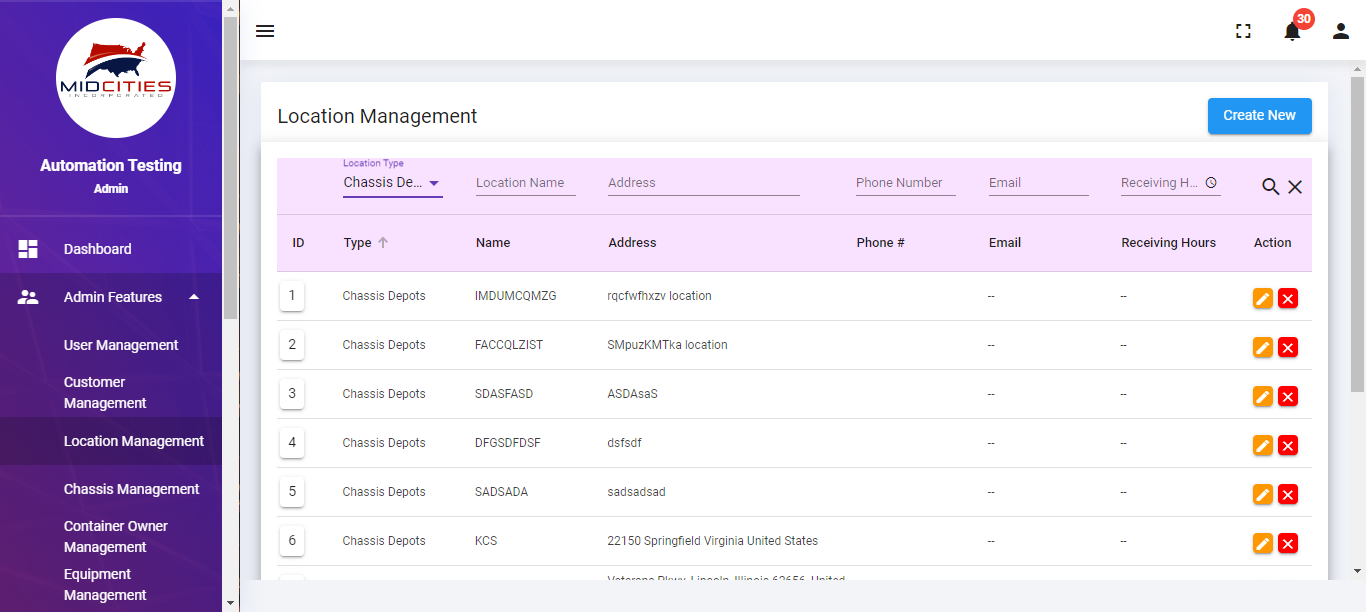 MIDCITIES
INCORPORATED
Automation Testing
Admin
Dashboard
Admin Features
User Management
Customer
Management
Location Management
Chassis Management
Container Owner
Management
Equipment
Management
30
Location Management
Create New
Location Type
Chassis De... Location Name Address Phone Number Email Receiving H...
ID Type Name Address Phone # Email Receiving Hours Action
1 Chassis Depots IMDUMCQMZG rqcfwfhxzv location -- --
2 Chassis Depots FACCQLZIST SMpuzKMTka location -- --
3 Chassis Depots SDASFASD ASDAsaS -- --
4 Chassis Depots DFGSDFDSF dsfsdf -- --
5 Chassis Depots SADSADA sadsadsad -- --
6 Chassis Depots KCS 22150 Springfield Virginia United States -- --
Veterans Pkwy, Lincoln, Illinois 62656, United